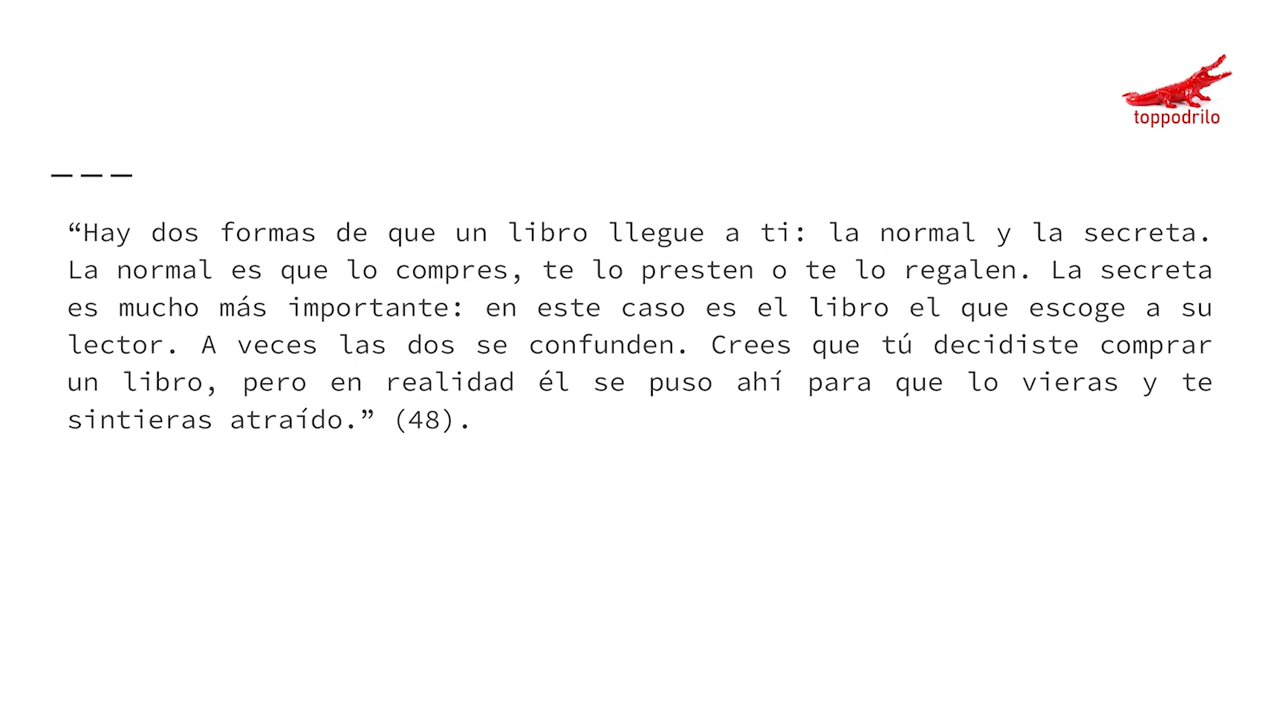 toppodrilo
“Hay dos formas de que un libro llegue a ti: la normal y la secreta.
La normal es que lo compres, te lo presten o te lo regalen. La secreta
es mucho más importante: en este caso es el libro el que escoge a su
lector. A veces las dos se confunden. Crees que tú decidiste comprar
un libro, pero en realidad él se puso ahí para que lo vieras y te
sintieras atraído.” (48).